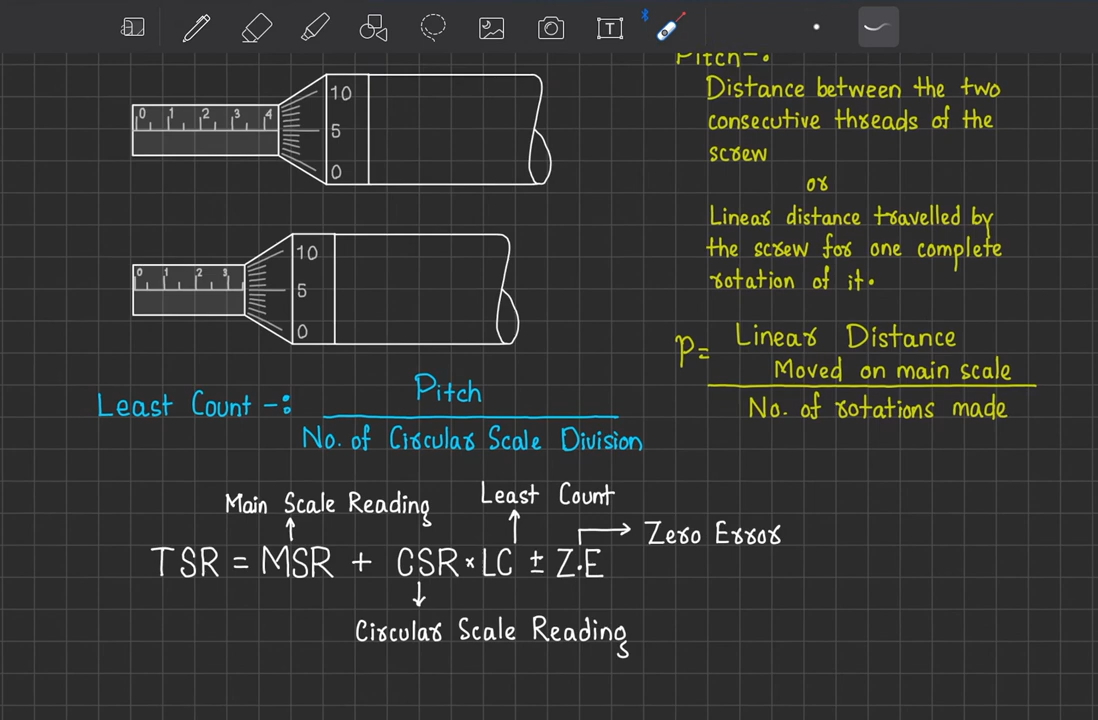 T
0 1 2 3 4
10
5
0
0 1 2 3
10
5
0
Least Count -: Pitch
No. of Circular Scale Division
Pitch-:
Distance between the two
consecutive threads of the
screw
or
Linear distance travelled by
the screw for one complete
rotation of it.
P= Linear Distance
Moved on main scale
No. of rotations made
Main Scale Reading
Least Count
Zero Error
TSR = MSR + CSR × LC ± Z.E
Circular Scale Reading